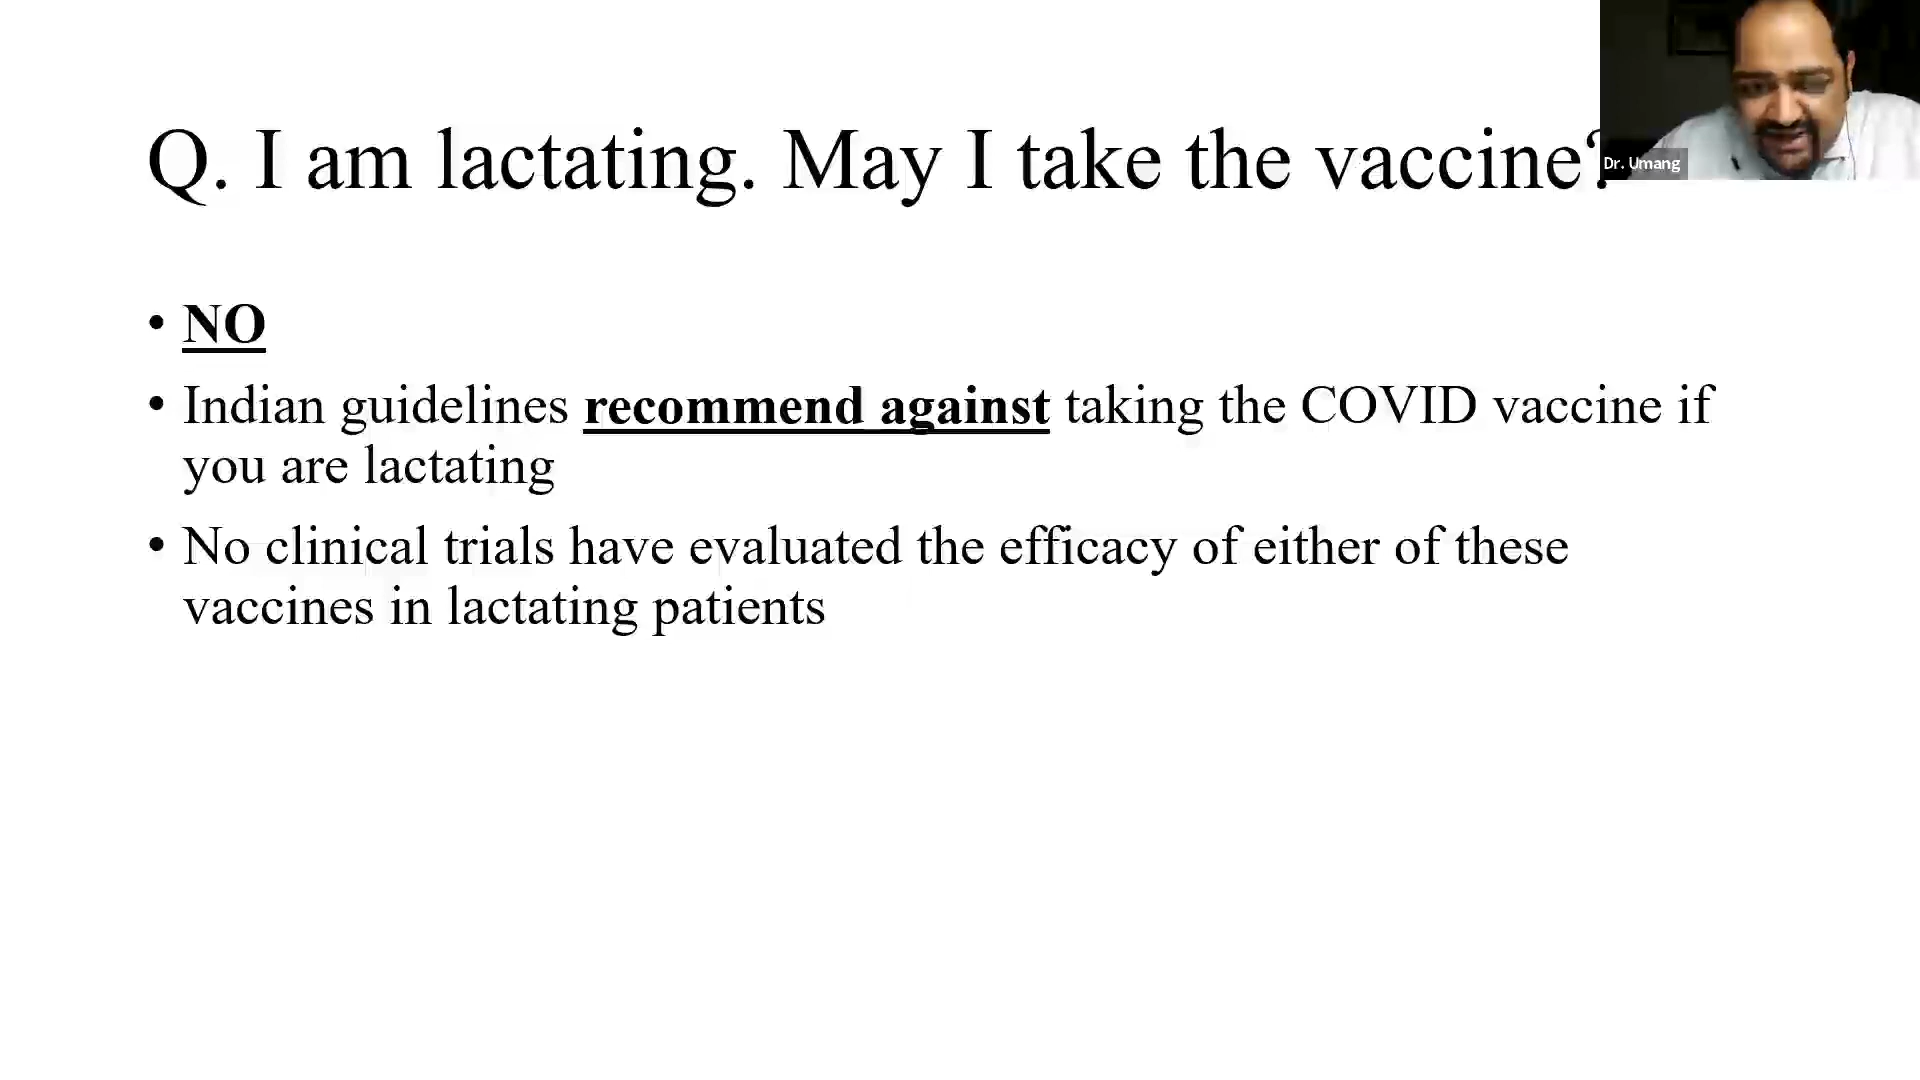 Q. I am lactating. May I take the vaccine?
Dr. Umang
• NO
• Indian guidelines recommend against taking the COVID vaccine if
you are lactating
• No clinical trials have evaluated the efficacy of either of these
vaccines in lactating patients